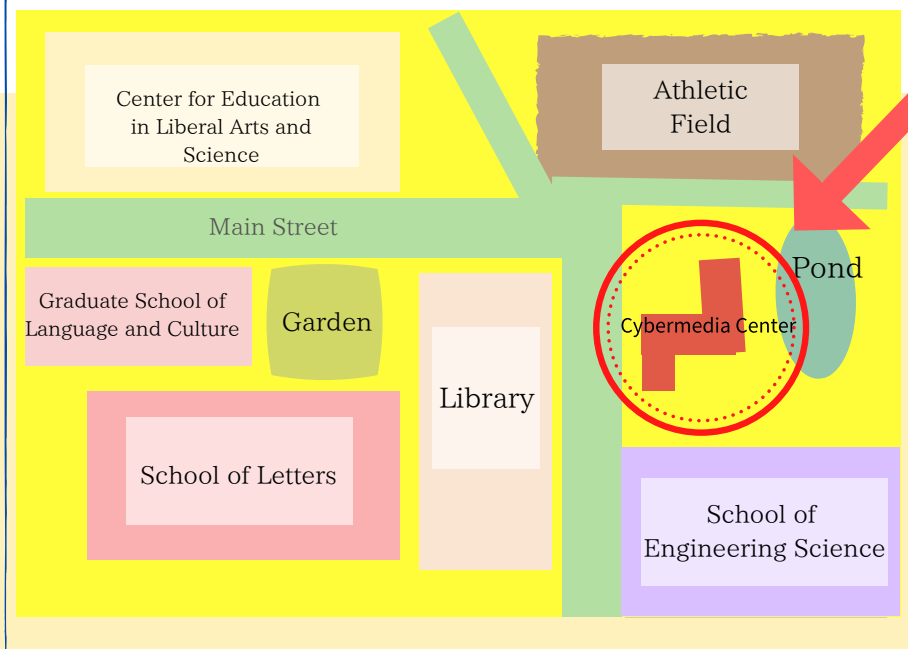 Center for Education
in Liberal Arts and
Science
Athletic
Field
Main Street
Pond
Graduate School of
Language and Culture
Garden
Cybermedia Center
Library
School of Letters
School of
Engineering Science